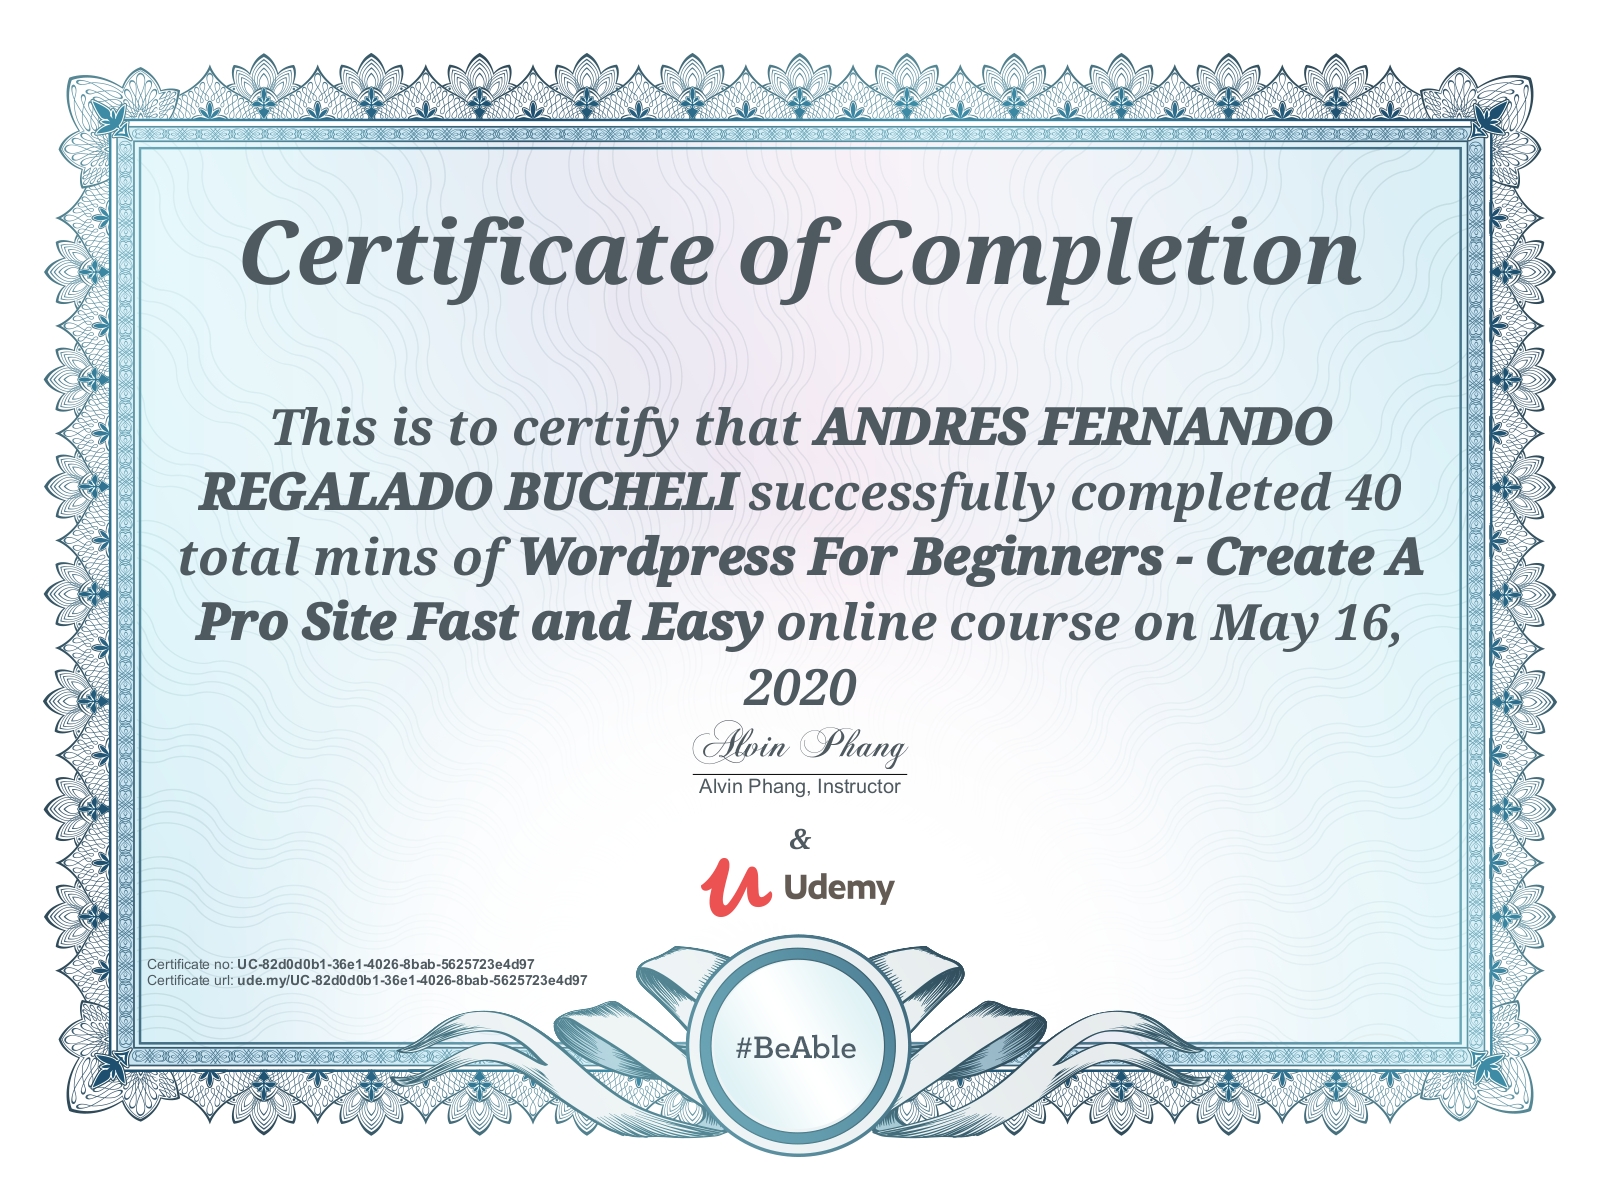 Certificate of Completion
This is to certify that ANDRES FERNANDO
REGALADO BUCHELI successfully completed 40
total mins of Wordpress For Beginners - Create A
Pro Site Fast and Easy online course on May 16,
2020
Alvin Phang
Alvin Phang, Instructor
&
Udemy
Certificate no: UC-82d0d0b1-36e1-4026-8bab-5625723e4d97
Certificate url: ude.my/UC-82d0d0b1-36e1-4026-8bab-5625723e4d97
#BeAble